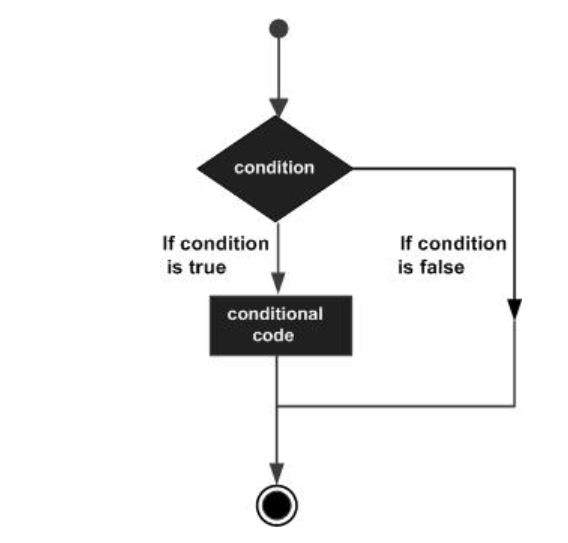 condition
If condition
is true
If condition
is false
conditional
code